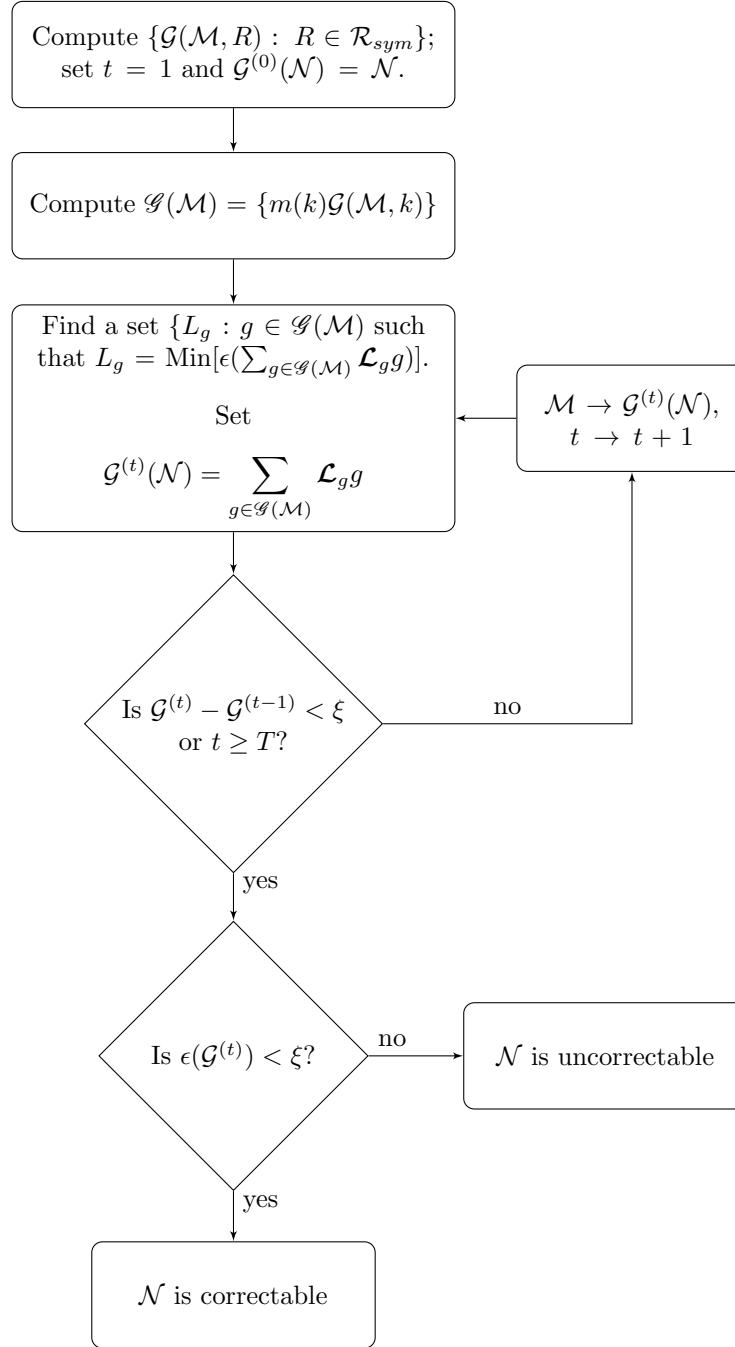 Compute {𝒢(ℳ, R) : R ∈ ℛ_sym};
set t = 1 and 𝒢^(0)(𝒩) = 𝒩.
Compute 𝒢(ℳ) = {m(k)𝒢(ℳ, k)}
Find a set {L_g : g ∈ 𝒢(ℳ) such
that L_g = Min[ϵ(∑_{g∈𝒢(ℳ)} 𝓛_g g)].
Set
𝒢^(t)(𝒩) = ∑_{g∈𝒢(ℳ)} 𝓛_g g
ℳ → 𝒢^(t)(𝒩),
t → t + 1
Is 𝒢^(t) − 𝒢^(t−1) < ξ
or t ≥ T?
no
yes
Is ϵ(𝒢^(t)) < ξ?
no
𝒩 is uncorrectable
yes
𝒩 is correctable